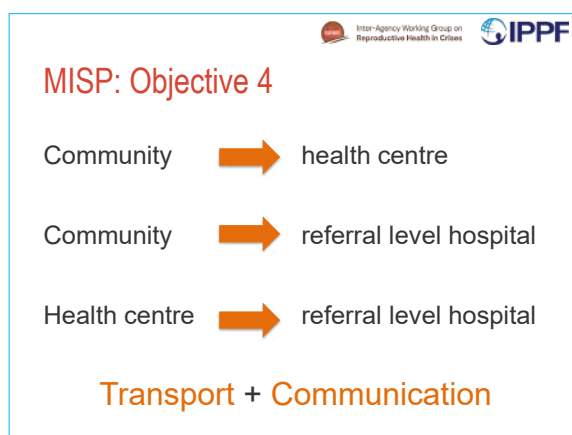 Inter-Agency Working Group on
Reproductive Health in Crises
IPPF
MISP: Objective 4
Community health centre
Community referral level hospital
Health centre referral level hospital
Transport + Communication